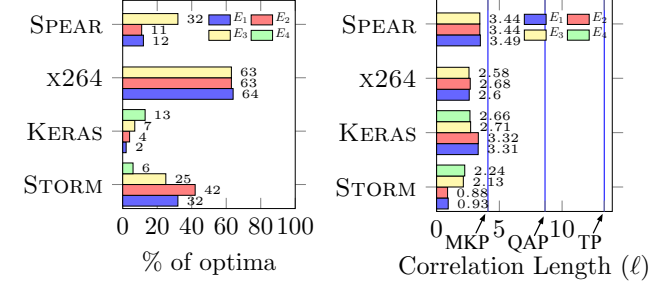 SPEAR
32
11
12
E1 E2
E3 E4
X264
63
63
64
KERAS
13
7
4
2
STORM
6
25
42
32
0 20 40 60 80 100
% of optima
SPEAR
3.44
3.44
3.49
E1 E2
E3 E4
X264
2.58
2.68
2.6
KERAS
2.66
2.71
3.32
3.31
STORM
2.24
2.13
0.88
0.93
0 5 10
MKP QAP TP
Correlation Length (ℓ)